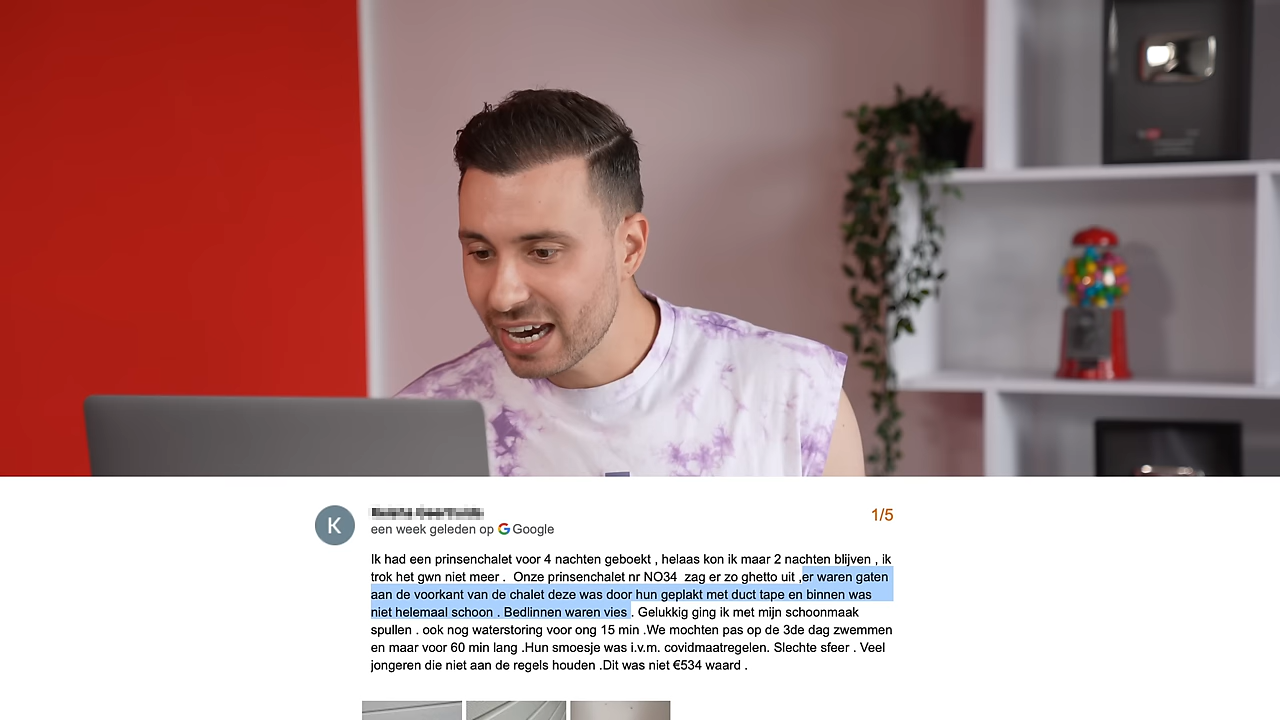 K
een week geleden op Google
1/5
Ik had een prinsenchalet voor 4 nachten geboekt , helaas kon ik maar 2 nachten blijven , ik
trok het gwn niet meer . Onze prinsenchalet nr NO34 zag er zo ghetto uit ,er waren gaten
aan de voorkant van de chalet deze was door hun geplakt met duct tape en binnen was
niet helemaal schoon . Bedlinnen waren vies . Gelukkig ging ik met mijn schoonmaak
spullen . ook nog waterstoring voor ong 15 min .We mochten pas op de 3de dag zwemmen
en maar voor 60 min lang .Hun smoesje was i.v.m. covidmaatregelen. Slechte sfeer . Veel
jongeren die niet aan de regels houden .Dit was niet €534 waard .